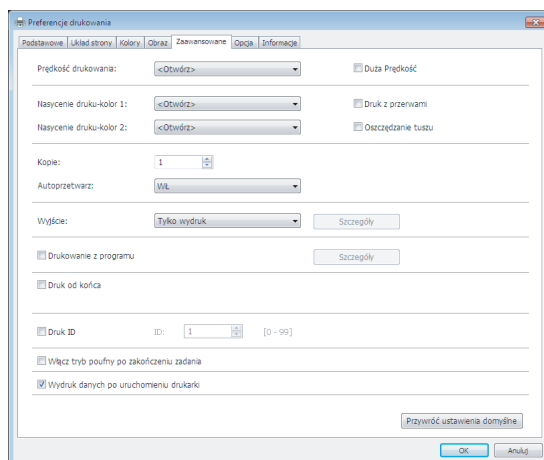 Preferencje drukowania
Podstawowe Układ strony Kolory Obraz Zaawansowane Opcja Informacje
Prędkość drukowania: <Otwórz> Duża Prędkość
Nasycenie druku-kolor 1: <Otwórz> Druk z przerwami
Nasycenie druku-kolor 2: <Otwórz> Oszczędzanie tuszu
Kopie: 1
Autoprzetwarz: WŁ
Wyjście: Tylko wydruk Szczegóły
Drukowanie z programu Szczegóły
Druk od końca
Druk ID ID: 1 [0 - 99]
Włącz tryb poufny po zakończeniu zadania
Wydruk danych po uruchomieniu drukarki
Przywróć ustawienia domyślne
OK Anuluj